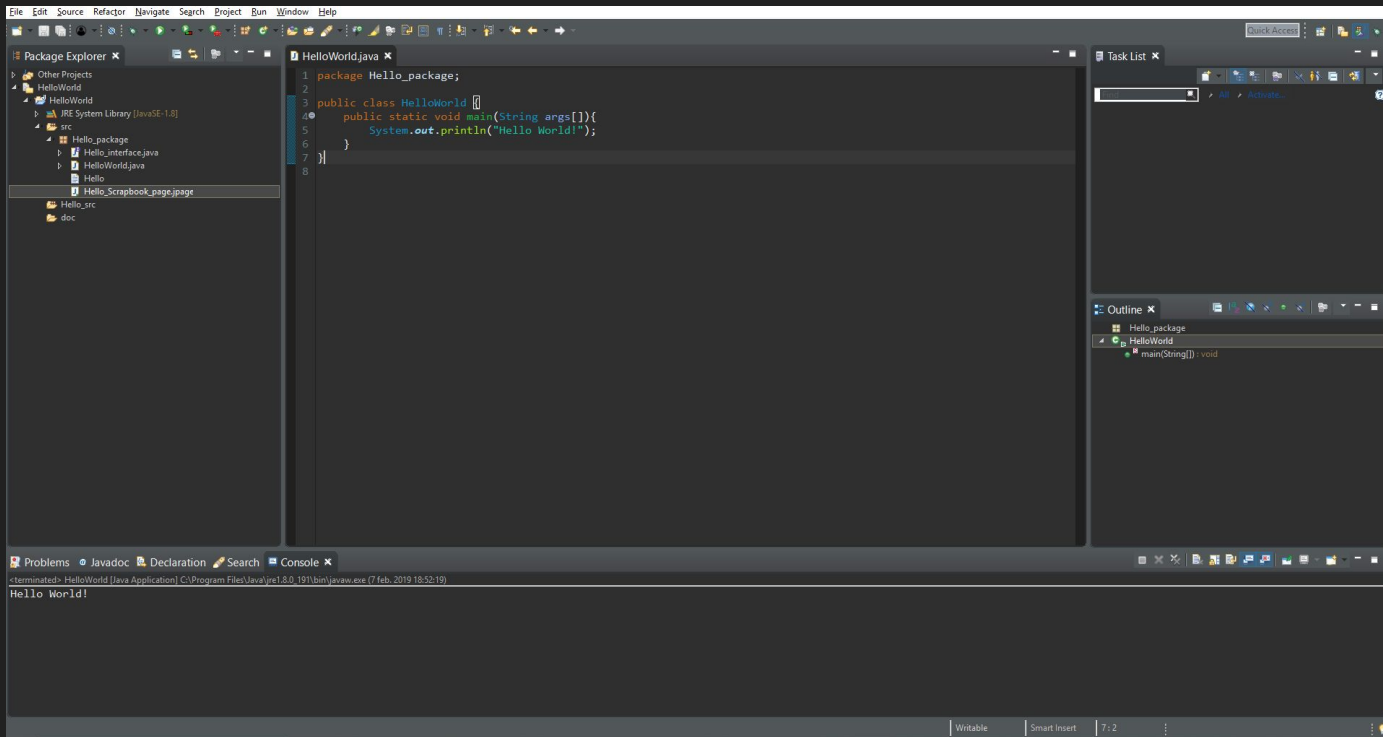 File Edit Source Refactor Navigate Search Project Run Window Help
Quick Access
Package Explorer
Other Projects
HelloWorld
HelloWorld
JRE System Library [JavaSE-1.8]
src
Hello_package
Hello_interface.java
HelloWorld.java
Hello
Hello_Scrapbook_page.jpage
Hello_src
doc
HelloWorld.java
1 package Hello_package;
2
3 public class HelloWorld {
4 public static void main(String args[]){
5 System.out.println("Hello World!");
6 }
7 }
8
Task List
Find
All Activate...
Outline
Hello_package
HelloWorld
main(String[]) : void
Problems Javadoc Declaration Search Console
<terminated> HelloWorld [Java Application] C:\Program Files\Java\jre1.8.0_191\bin\javaw.exe (7 feb. 2019 18:52:19)
Hello World!
Writable Smart Insert 7 : 2